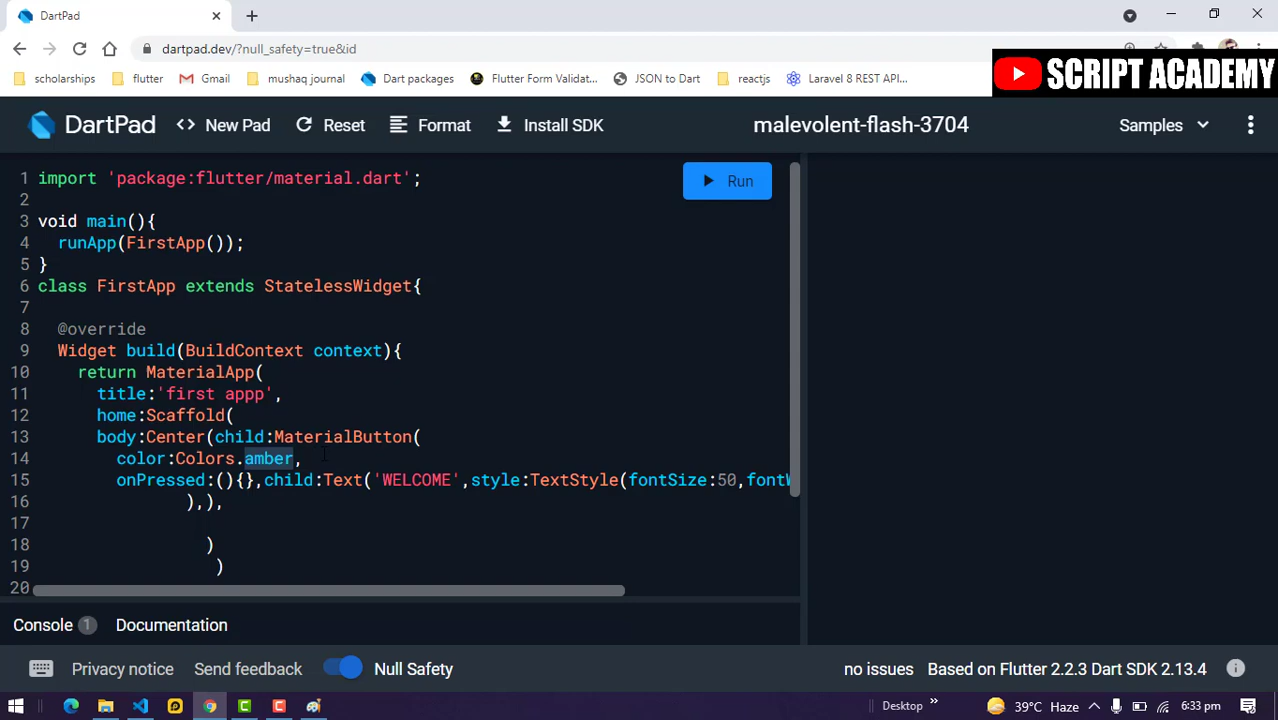 DartPad
dartpad.dev/?null_safety=true&id
scholarships
flutter
Gmail
mushaq journal
Dart packages
Flutter Form Validat...
JSON to Dart
reactjs
Laravel 8 REST API...
SCRIPT ACADEMY
DartPad
<> New Pad
Reset
Format
Install SDK
malevolent-flash-3704
Samples
Run
1 import 'package:flutter/material.dart';
2
3 void main(){
4 runApp(FirstApp());
5 }
6 class FirstApp extends StatelessWidget{
7
8 @override
9 Widget build(BuildContext context){
10 return MaterialApp(
11 title:'first appp',
12 home:Scaffold(
13 body:Center(child:MaterialButton(
14 color:Colors.amber,
15 onPressed:(){},child:Text('WELCOME',style:TextStyle(fontSize:50,fontW
16 ),),
17
18 )
19 )
20
Console 1
Documentation
Privacy notice
Send feedback
Null Safety
no issues
Based on Flutter 2.2.3 Dart SDK 2.13.4
Desktop
39°C Haze
6:33 pm